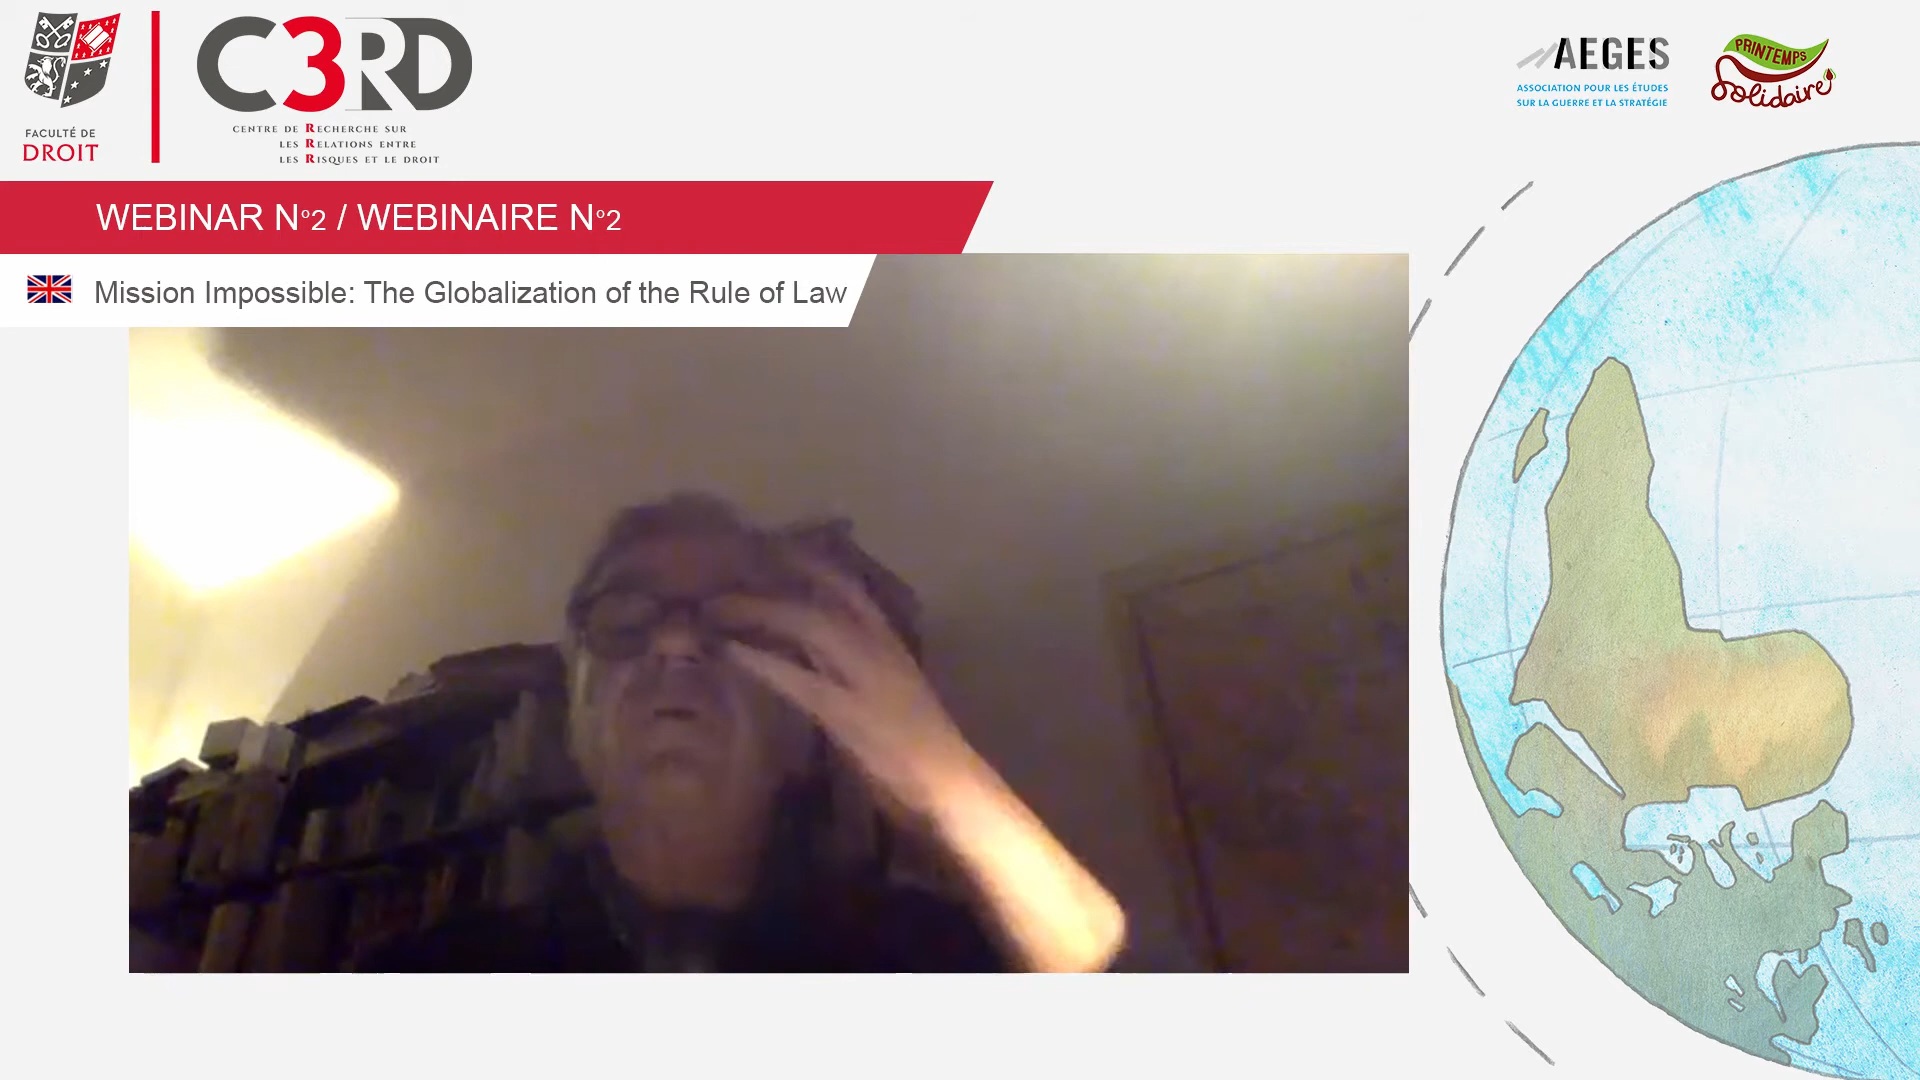 C3RD
FACULTÉ DE
DROIT
CENTRE DE RECHERCHE SUR
LES RELATIONS ENTRE
LES RISQUES ET LE DROIT
AEGES
ASSOCIATION POUR LES ÉTUDES
SUR LA GUERRE ET LA STRATÉGIE
PRINTEMPS
Solidaire
WEBINAR N°2 / WEBINAIRE N°2
Mission Impossible: The Globalization of the Rule of Law